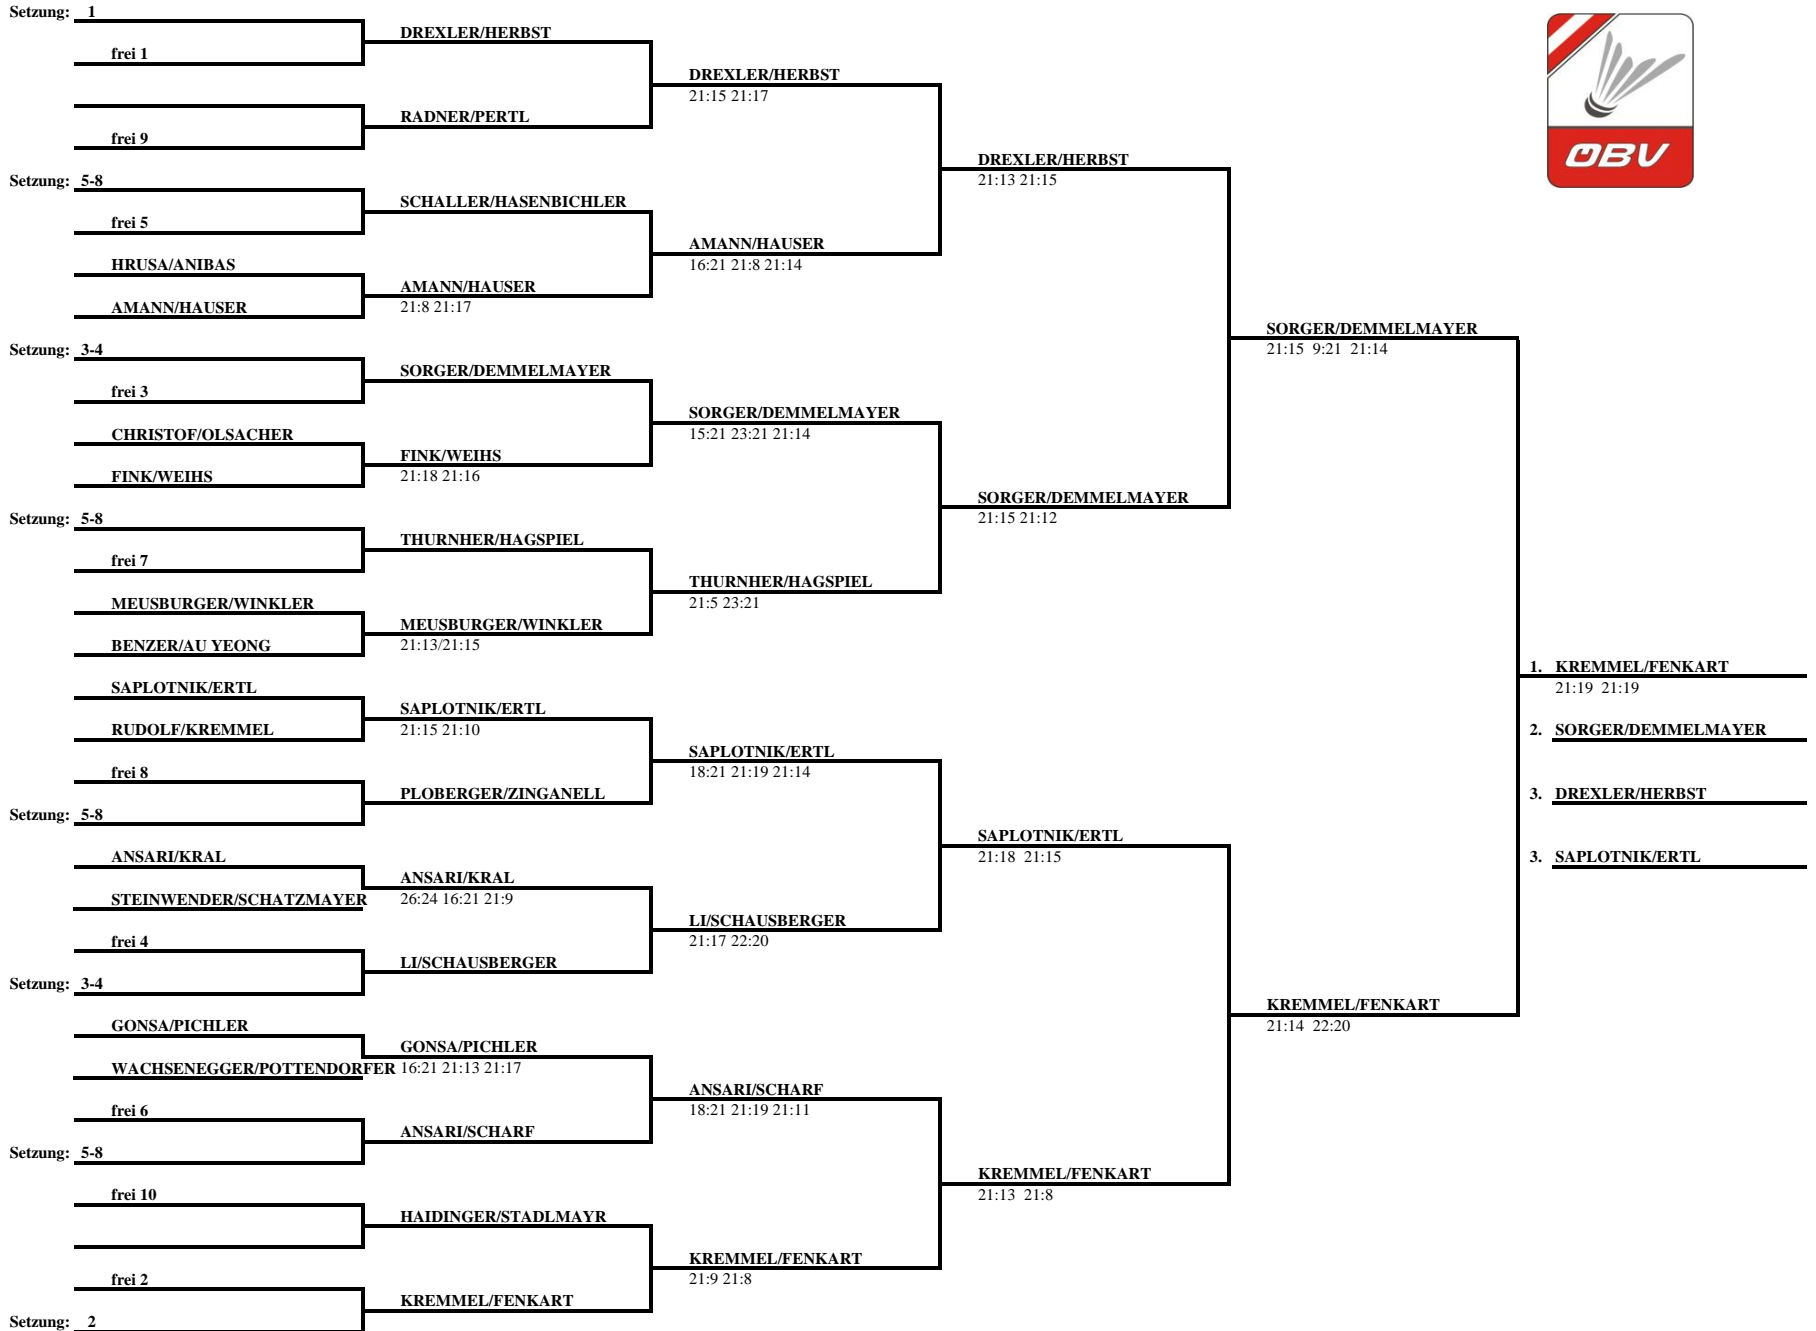 Setzung: 1
frei 1
frei 9
Setzung: 5-8
frei 5
HRUSA/ANIBAS
AMANN/HAUSER
Setzung: 3-4
frei 3
CHRISTOF/OLSACHER
FINK/WEIHS
Setzung: 5-8
frei 7
MEUSBURGER/WINKLER
BENZER/AU YEONG
SAPLOTNIK/ERTL
RUDOLF/KREMMEL
frei 8
Setzung: 5-8
ANSARI/KRAL
STEINWENDER/SCHATZMAYER
frei 4
Setzung: 3-4
GONSA/PICHLER
WACHSENEGGER/POTTENDORFER
frei 6
Setzung: 5-8
frei 10
frei 2
Setzung: 2
DREXLER/HERBST
RADNER/PERTL
SCHALLER/HASENBICHLER
AMANN/HAUSER
21:8 21:17
SORGER/DEMMELMAYER
FINK/WEIHS
21:18 21:16
THURNHER/HAGSPIEL
MEUSBURGER/WINKLER
21:13/21:15
SAPLOTNIK/ERTL
21:15 21:10
PLOBERGER/ZINGANELL
ANSARI/KRAL
26:24 16:21 21:9
LI/SCHAUSBERGER
GONSA/PICHLER
16:21 21:13 21:17
ANSARI/SCHARF
HAIDINGER/STADLMAYR
KREMMEL/FENKART
DREXLER/HERBST
21:15 21:17
AMANN/HAUSER
16:21 21:8 21:14
SORGER/DEMMELMAYER
15:21 23:21 21:14
THURNHER/HAGSPIEL
21:5 23:21
SAPLOTNIK/ERTL
18:21 21:19 21:14
LI/SCHAUSBERGER
21:17 22:20
ANSARI/SCHARF
18:21 21:19 21:11
KREMMEL/FENKART
21:9 21:8
DREXLER/HERBST
21:13 21:15
SORGER/DEMMELMAYER
21:15 21:12
SAPLOTNIK/ERTL
21:18 21:15
KREMMEL/FENKART
21:13 21:8
SORGER/DEMMELMAYER
21:15 9:21 21:14
KREMMEL/FENKART
21:14 22:20
ÖBV
1. KREMMEL/FENKART
21:19 21:19
2. SORGER/DEMMELMAYER
3. DREXLER/HERBST
3. SAPLOTNIK/ERTL